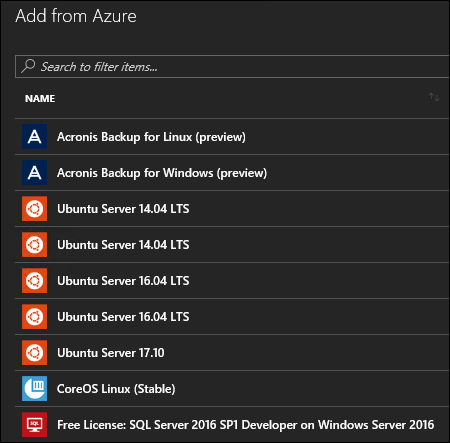 Add from Azure
Search to filter items...
NAME
Acronis Backup for Linux (preview)
Acronis Backup for Windows (preview)
Ubuntu Server 14.04 LTS
Ubuntu Server 14.04 LTS
Ubuntu Server 16.04 LTS
Ubuntu Server 16.04 LTS
Ubuntu Server 17.10
CoreOS Linux (Stable)
SQL
Free License: SQL Server 2016 SP1 Developer on Windows Server 2016